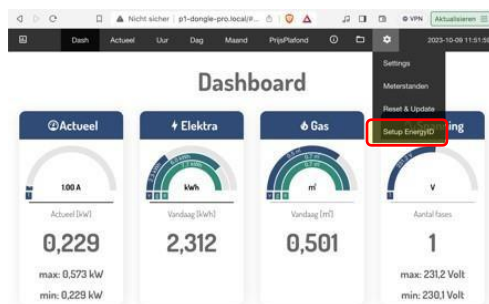 Nicht sicher | p1-dongle-pro.local/#...
VPN
Aktualisieren
Dash Actueel Uur Dag Maand PrijsPlafond 2023-10-09 11:51:59
Settings
Meterstanden
Reset & Update
Setup EnergyID
Dashboard
Actueel
Elektra
Gas
1.00 A
kWh
m³
V
Actueel [kW]
Vandaag [kWh]
Vandaag [m³]
Aantal fases
0,229
2,312
0,501
1
max: 0,573 kW
min: 0,229 kW
max: 231,2 Volt
min: 230,1 Volt